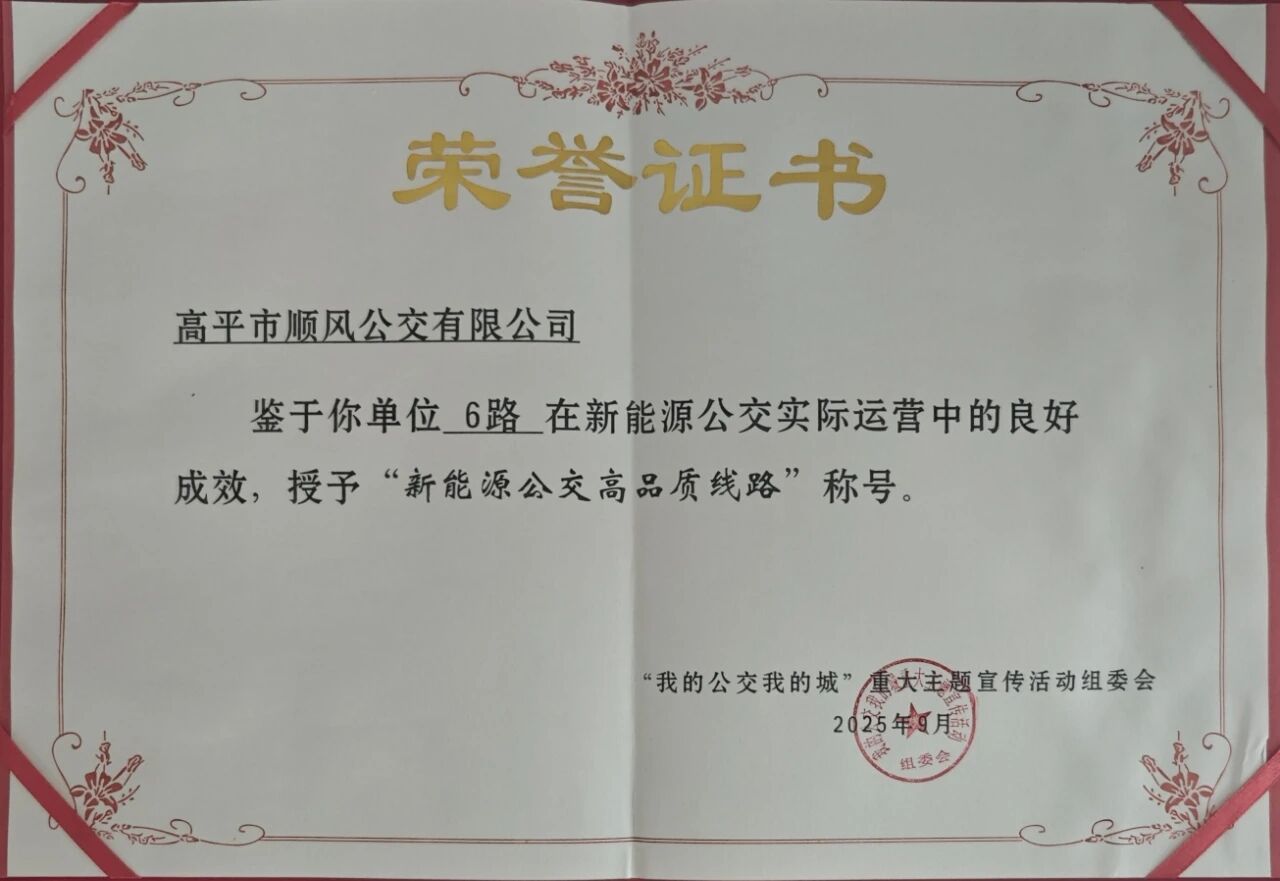 荣誉证书
高平市顺风公交有限公司
鉴于你单位 6路 在新能源公交实际运营中的良好
成效，授予“新能源公交高品质线路”称号。
“我的公交我的城”重大主题宣传活动组委会
2025年9月
组委会